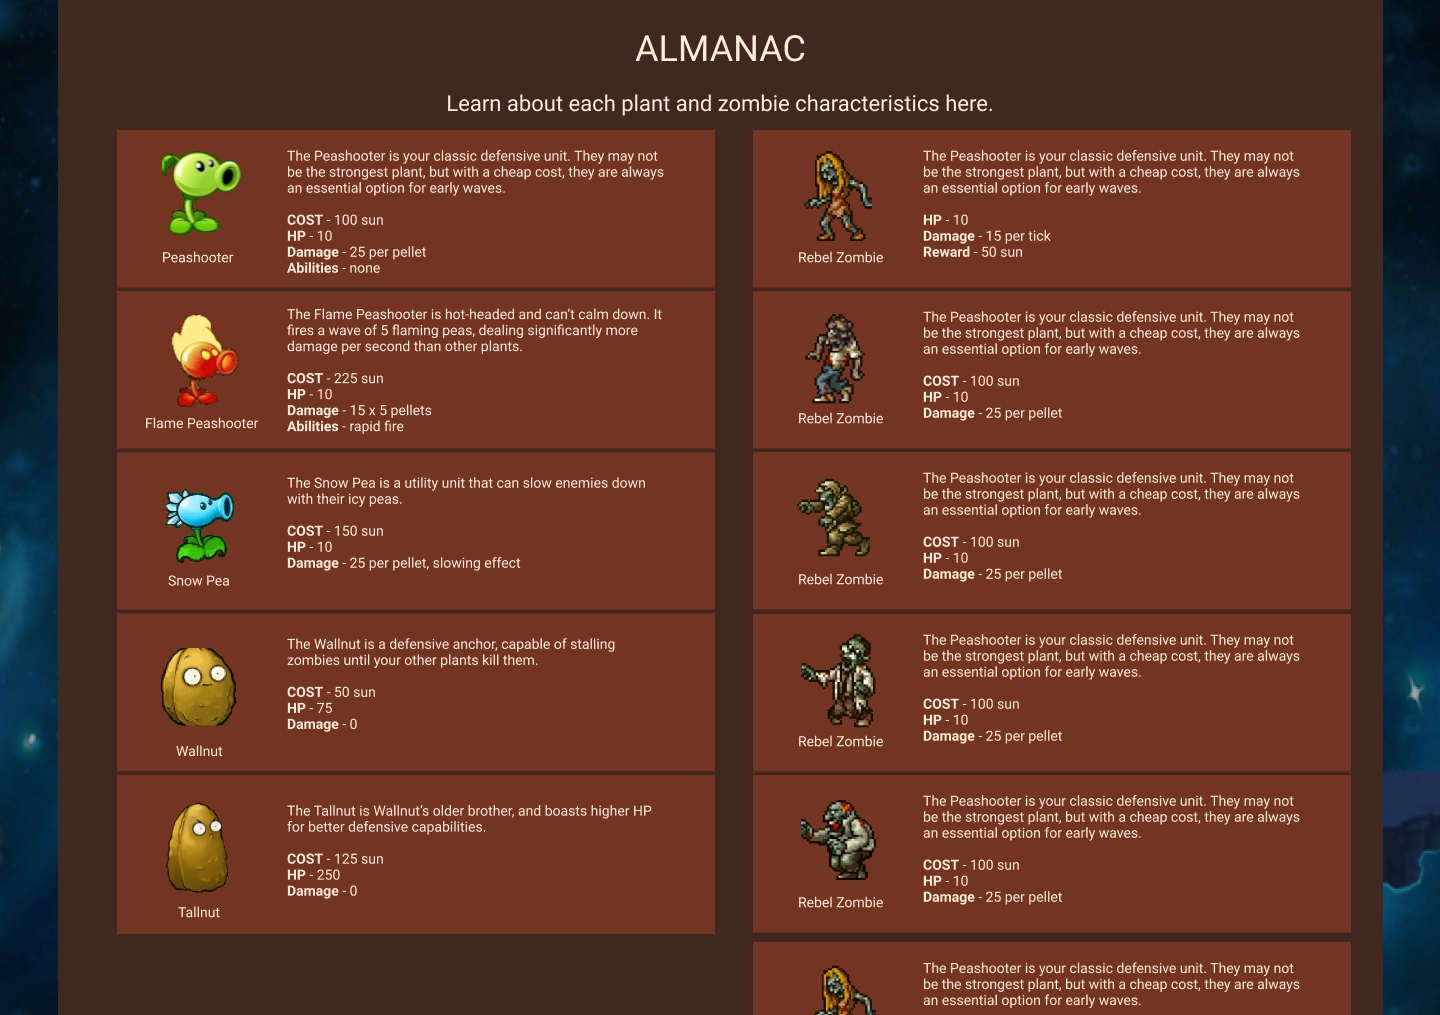 ALMANAC
Learn about each plant and zombie characteristics here.
The Peashooter is your classic defensive unit. They may not
be the strongest plant, but with a cheap cost, they are always
an essential option for early waves.
COST - 100 sun
HP - 10
Damage - 25 per pellet
Abilities - none
Peashooter
The Flame Peashooter is hot-headed and can’t calm down. It
fires a wave of 5 flaming peas, dealing significantly more
damage per second than other plants.
COST - 225 sun
HP - 10
Damage - 15 x 5 pellets
Abilities - rapid fire
Flame Peashooter
The Snow Pea is a utility unit that can slow enemies down
with their icy peas.
COST - 150 sun
HP - 10
Damage - 25 per pellet, slowing effect
Snow Pea
The Wallnut is a defensive anchor, capable of stalling
zombies until your other plants kill them.
COST - 50 sun
HP - 75
Damage - 0
Wallnut
The Tallnut is Wallnut’s older brother, and boasts higher HP
for better defensive capabilities.
COST - 125 sun
HP - 250
Damage - 0
Tallnut
The Peashooter is your classic defensive unit. They may not
be the strongest plant, but with a cheap cost, they are always
an essential option for early waves.
HP - 10
Damage - 15 per tick
Reward - 50 sun
Rebel Zombie
The Peashooter is your classic defensive unit. They may not
be the strongest plant, but with a cheap cost, they are always
an essential option for early waves.
COST - 100 sun
HP - 10
Damage - 25 per pellet
Rebel Zombie
The Peashooter is your classic defensive unit. They may not
be the strongest plant, but with a cheap cost, they are always
an essential option for early waves.
COST - 100 sun
HP - 10
Damage - 25 per pellet
Rebel Zombie
The Peashooter is your classic defensive unit. They may not
be the strongest plant, but with a cheap cost, they are always
an essential option for early waves.
COST - 100 sun
HP - 10
Damage - 25 per pellet
Rebel Zombie
The Peashooter is your classic defensive unit. They may not
be the strongest plant, but with a cheap cost, they are always
an essential option for early waves.
COST - 100 sun
HP - 10
Damage - 25 per pellet
Rebel Zombie
The Peashooter is your classic defensive unit. They may not
be the strongest plant, but with a cheap cost, they are always
an essential option for early waves.